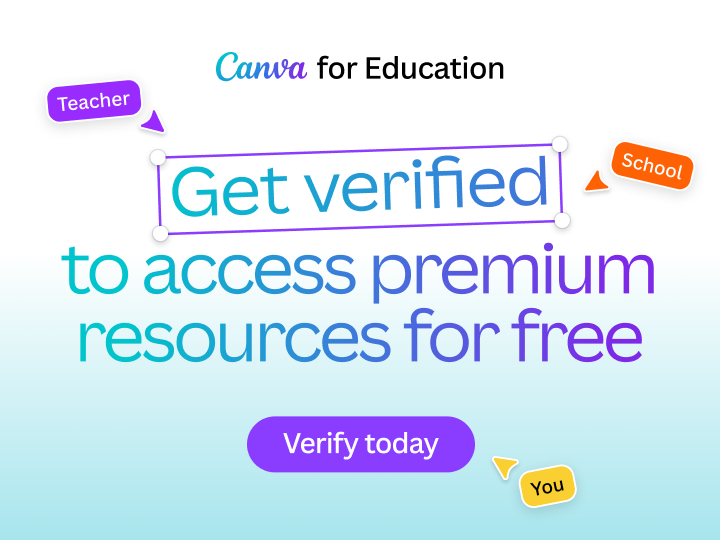 Canva for Education
Teacher
School
Get verified
to access premium
resources for free
Verify today
You